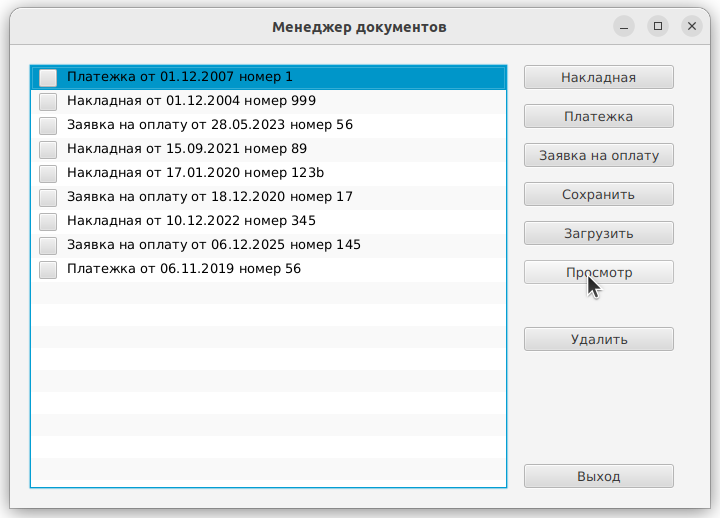 Менеджер документов
Платежка от 01.12.2007 номер 1
Накладная от 01.12.2004 номер 999
Заявка на оплату от 28.05.2023 номер 56
Накладная от 15.09.2021 номер 89
Накладная от 17.01.2020 номер 123b
Заявка на оплату от 18.12.2020 номер 17
Накладная от 10.12.2022 номер 345
Заявка на оплату от 06.12.2025 номер 145
Платежка от 06.11.2019 номер 56
Накладная
Платежка
Заявка на оплату
Сохранить
Загрузить
Просмотр
Удалить
Выход